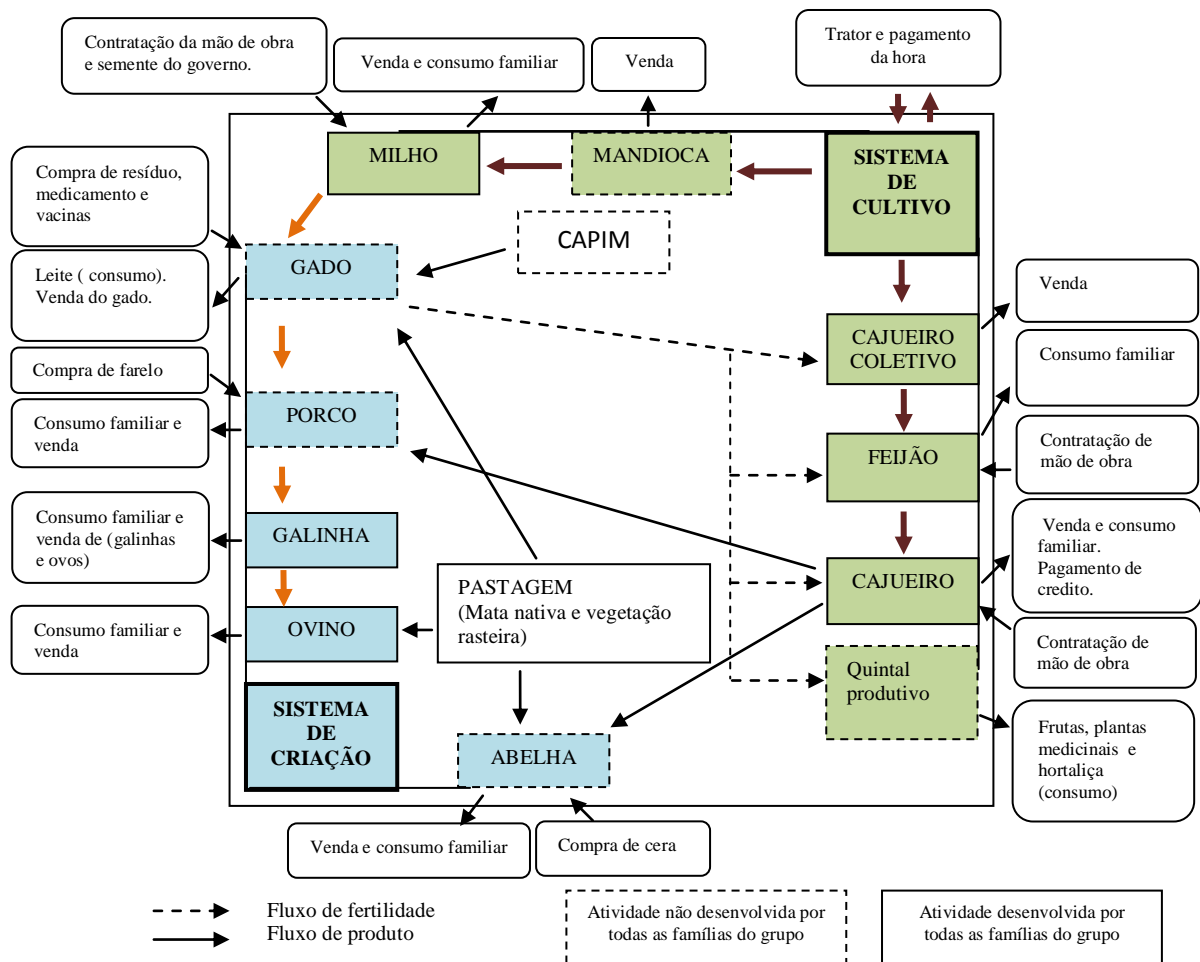 Contratação da mão de obra
e semente do governo.
Venda e consumo familiar
Venda
Trator e pagamento
da hora
MILHO
MANDIOCA
SISTEMA
DE
CULTIVO
Compra de resíduo,
medicamento e
vacinas
CAPIM
GADO
Leite ( consumo).
Venda do gado.
Venda
CAJUEIRO
COLETIVO
Consumo familiar
Compra de farelo
PORCO
Consumo familiar e
venda
FEIJÃO
Contratação de
mão de obra
Consumo familiar e
venda de (galinhas
e ovos)
GALINHA
PASTAGEM
(Mata nativa e vegetação
rasteira)
CAJUEIRO
Venda e consumo
familiar.
Pagamento de
credito.
Consumo familiar e
venda
OVINO
Contratação de
mão de obra
Quintal
produtivo
SISTEMA
DE
CRIAÇÃO
ABELHA
Frutas, plantas
medicinais e
hortaliça
(consumo)
Venda e consumo familiar
Compra de cera
Fluxo de fertilidade
Fluxo de produto
Atividade não desenvolvida por
todas as famílias do grupo
Atividade desenvolvida por
todas as famílias do grupo